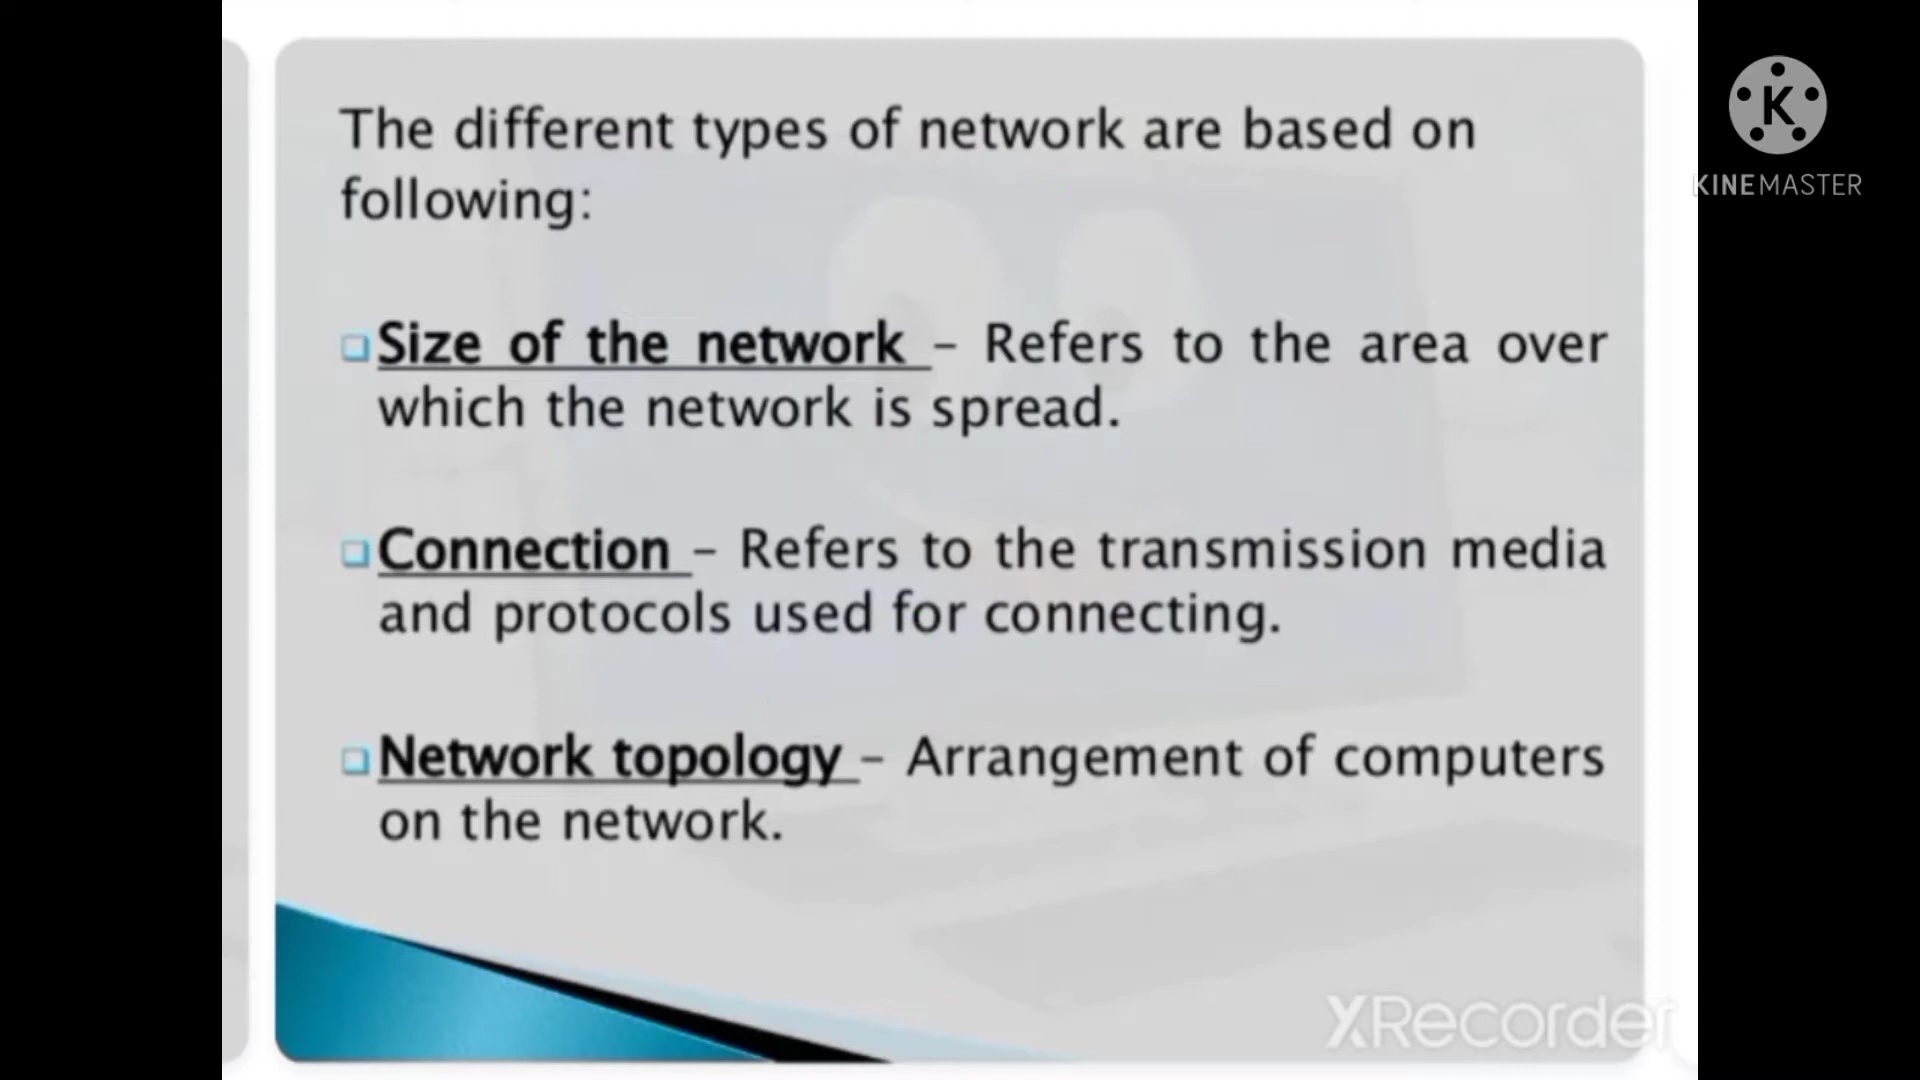 The different types of network are based on
following:
Size of the network – Refers to the area over
which the network is spread.
Connection – Refers to the transmission media
and protocols used for connecting.
Network topology – Arrangement of computers
on the network.
K
KINEMASTER
XRecorder